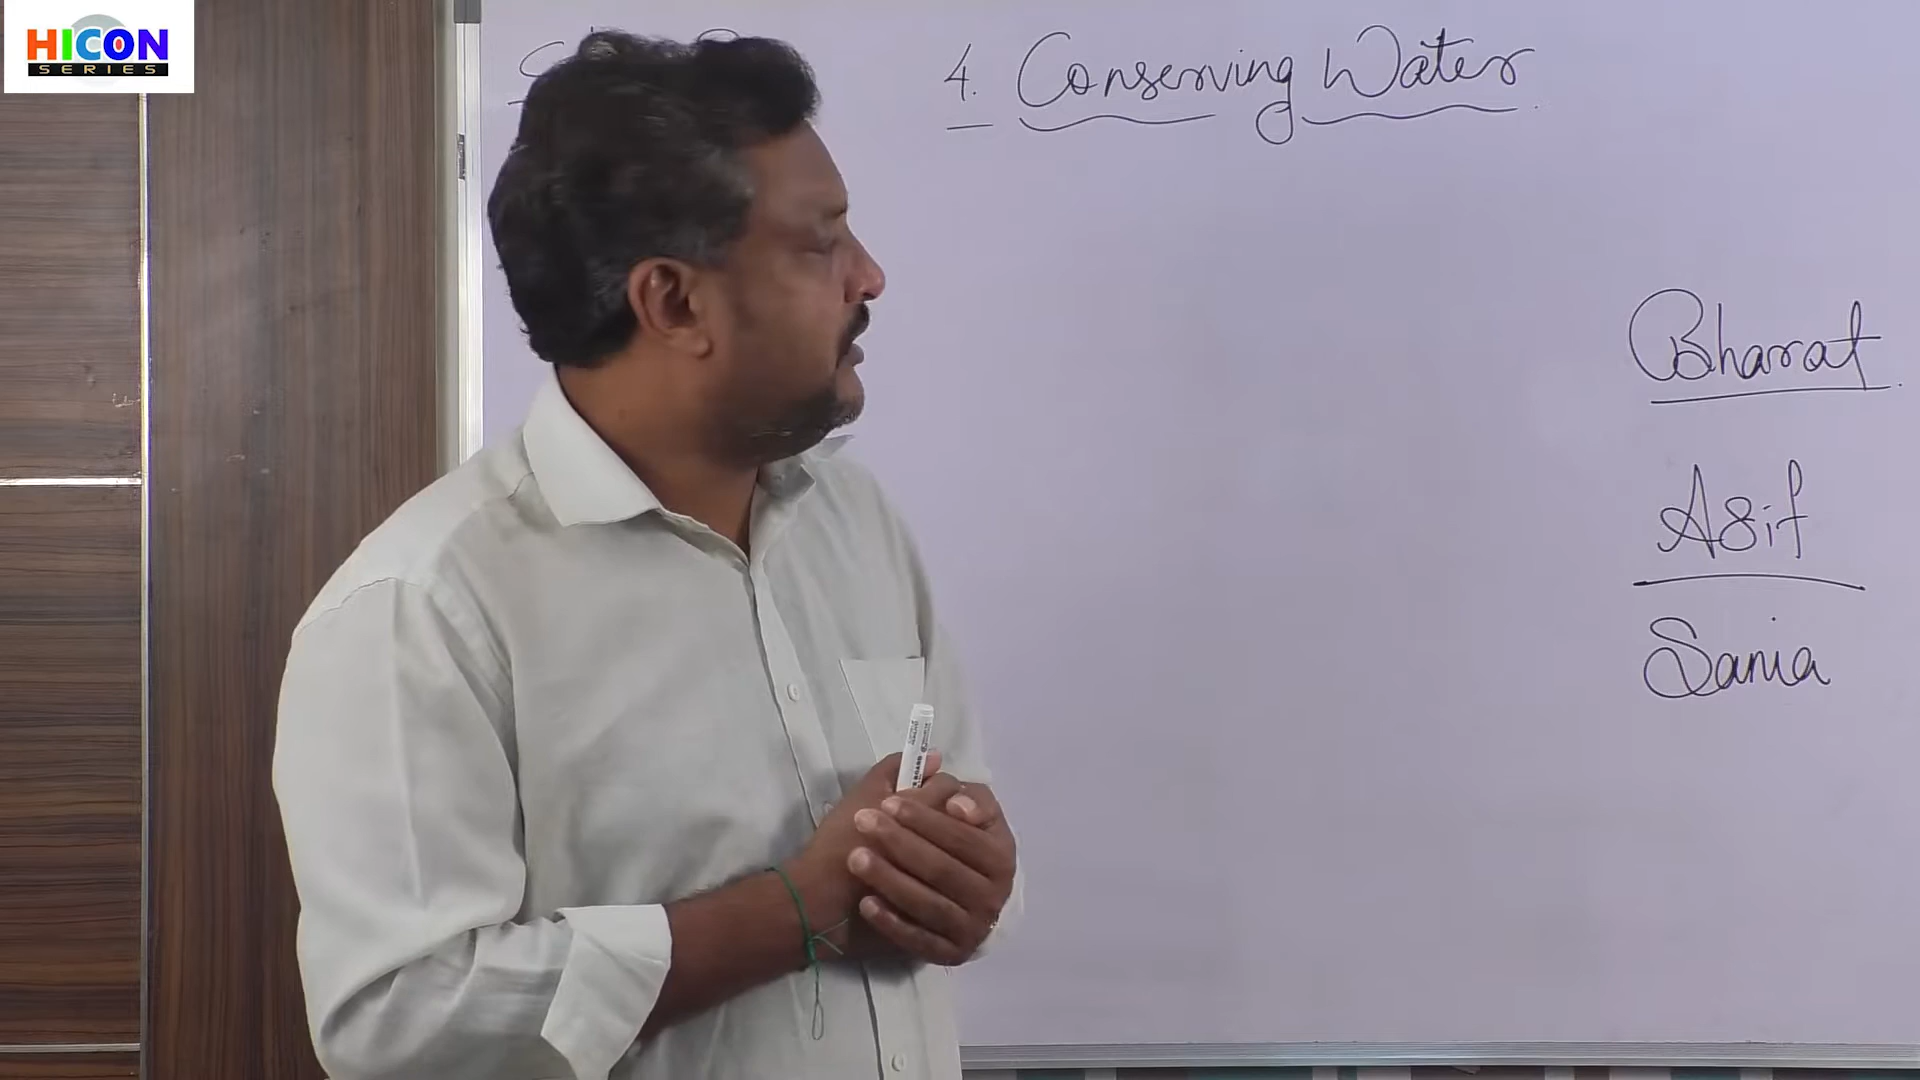 HICON
SERIES
4. Conserving Water
Bharat
Asif
Sania